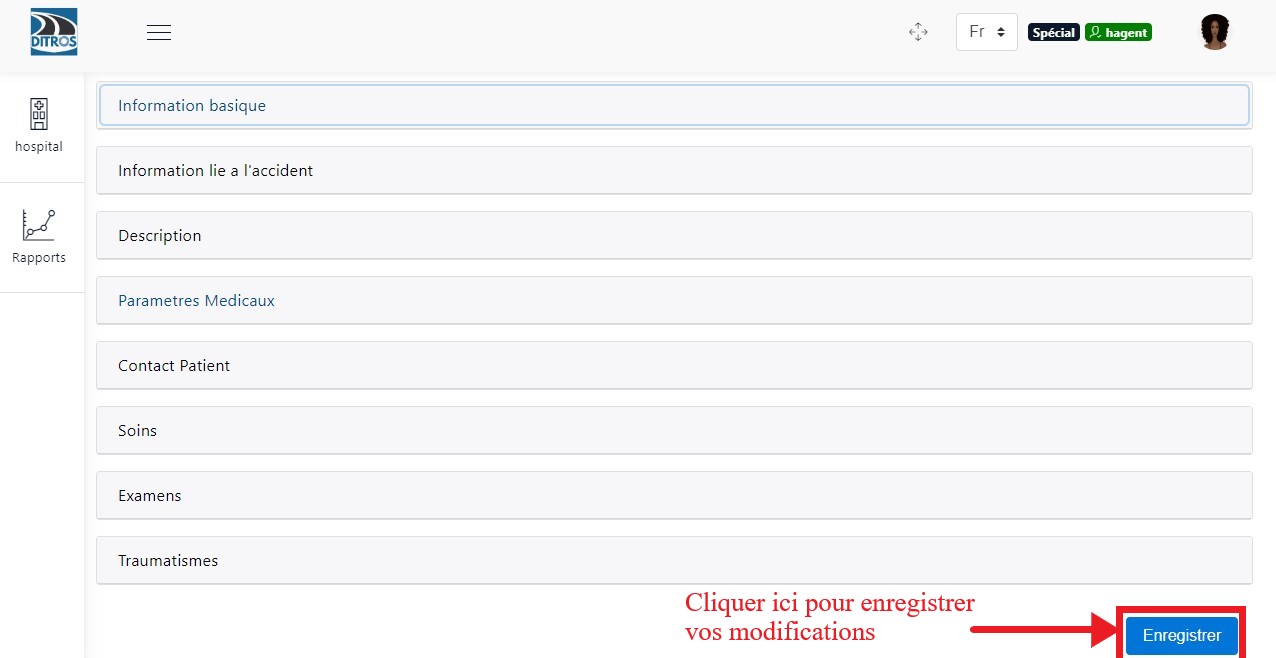 DITROS
Fr
Spécial
hagent
hospital
Rapports
Information basique
Information lie a l'accident
Description
Parametres Medicaux
Contact Patient
Soins
Examens
Traumatismes
Cliquer ici pour enregistrer
vos modifications
Enregistrer